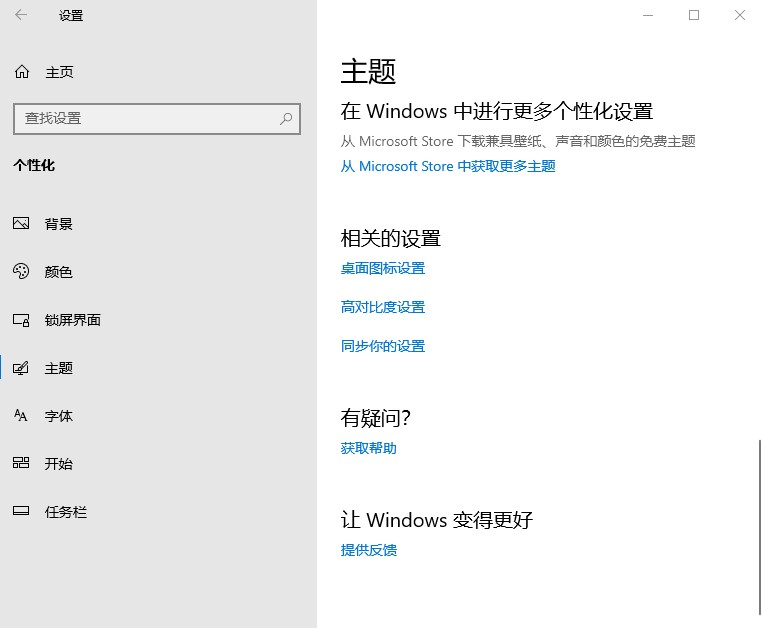 设置
主页
查找设置
个性化
背景
颜色
锁屏界面
主题
字体
开始
任务栏
主题
在 Windows 中进行更多个性化设置
从 Microsoft Store 下载兼具壁纸、声音和颜色的免费主题
从 Microsoft Store 中获取更多主题
相关的设置
桌面图标设置
高对比度设置
同步你的设置
有疑问?
获取帮助
让 Windows 变得更好
提供反馈